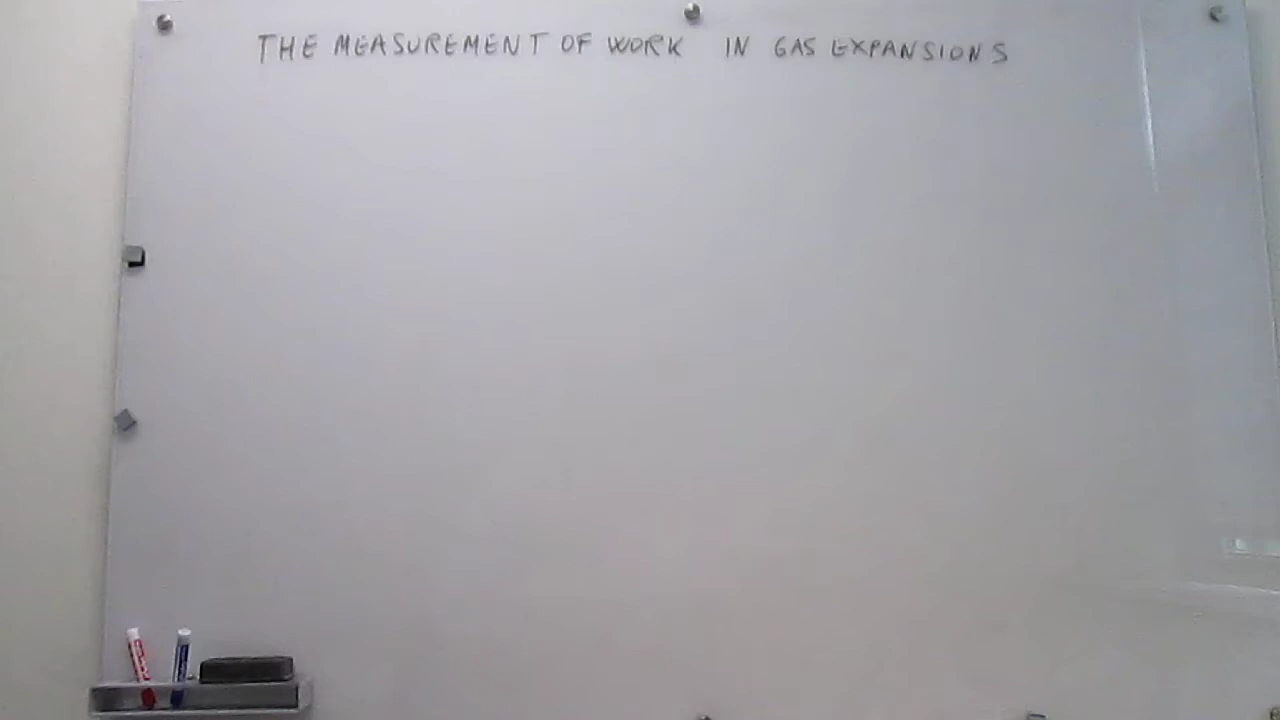 THE MEASUREMENT OF WORK IN GAS EXPANSIONS